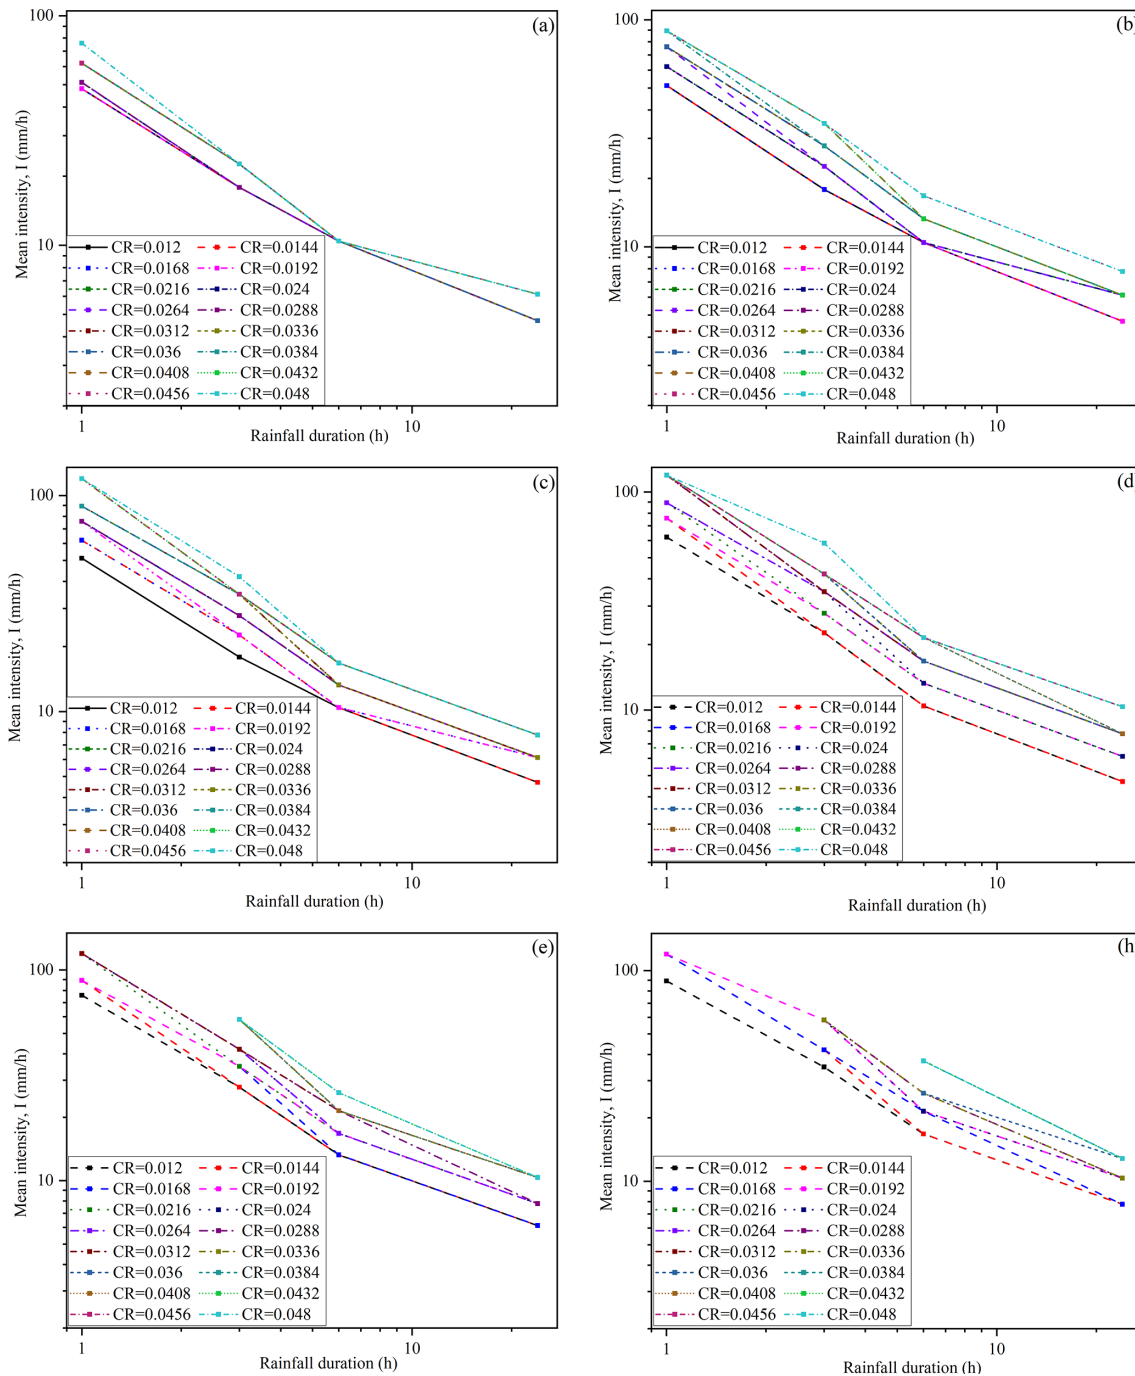 (a)
100
10
Mean intensity, I (mm/h)
CR=0.012 CR=0.0144
CR=0.0168 CR=0.0192
CR=0.0216 CR=0.024
CR=0.0264 CR=0.0288
CR=0.0312 CR=0.0336
CR=0.036 CR=0.0384
CR=0.0408 CR=0.0432
CR=0.0456 CR=0.048
1 10
Rainfall duration (h)
(b)
100
10
Mean intensity, I (mm/h)
CR=0.012 CR=0.0144
CR=0.0168 CR=0.0192
CR=0.0216 CR=0.024
CR=0.0264 CR=0.0288
CR=0.0312 CR=0.0336
CR=0.036 CR=0.0384
CR=0.0408 CR=0.0432
CR=0.0456 CR=0.048
1 10
Rainfall duration (h)
(c)
100
10
Mean intensity, I (mm/h)
CR=0.012 CR=0.0144
CR=0.0168 CR=0.0192
CR=0.0216 CR=0.024
CR=0.0264 CR=0.0288
CR=0.0312 CR=0.0336
CR=0.036 CR=0.0384
CR=0.0408 CR=0.0432
CR=0.0456 CR=0.048
1 10
Rainfall duration (h)
(d)
100
10
Mean intensity, I (mm/h)
CR=0.012 CR=0.0144
CR=0.0168 CR=0.0192
CR=0.0216 CR=0.024
CR=0.0264 CR=0.0288
CR=0.0312 CR=0.0336
CR=0.036 CR=0.0384
CR=0.0408 CR=0.0432
CR=0.0456 CR=0.048
1 10
Rainfall duration (h)
(e)
100
10
Mean intensity, I (mm/h)
CR=0.012 CR=0.0144
CR=0.0168 CR=0.0192
CR=0.0216 CR=0.024
CR=0.0264 CR=0.0288
CR=0.0312 CR=0.0336
CR=0.036 CR=0.0384
CR=0.0408 CR=0.0432
CR=0.0456 CR=0.048
1 10
Rainfall duration (h)
(h
100
10
Mean intensity, I (mm/h)
CR=0.012 CR=0.0144
CR=0.0168 CR=0.0192
CR=0.0216 CR=0.024
CR=0.0264 CR=0.0288
CR=0.0312 CR=0.0336
CR=0.036 CR=0.0384
CR=0.0408 CR=0.0432
CR=0.0456 CR=0.048
1 10
Rainfall duration (h)